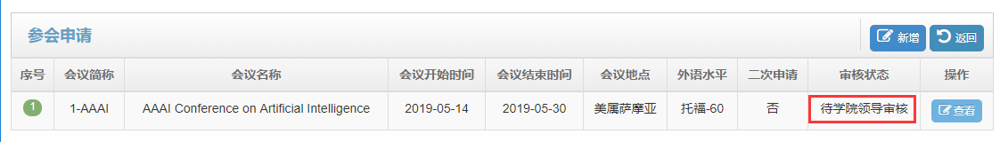 参会申请
新增 返回
序号 会议简称 会议名称 会议开始时间 会议结束时间 会议地点 外语水平 二次申请 审核状态 操作
1 1-AAAI AAAI Conference on Artificial Intelligence 2019-05-14 2019-05-30 美属萨摩亚 托福-60 否 待学院领导审核 查看